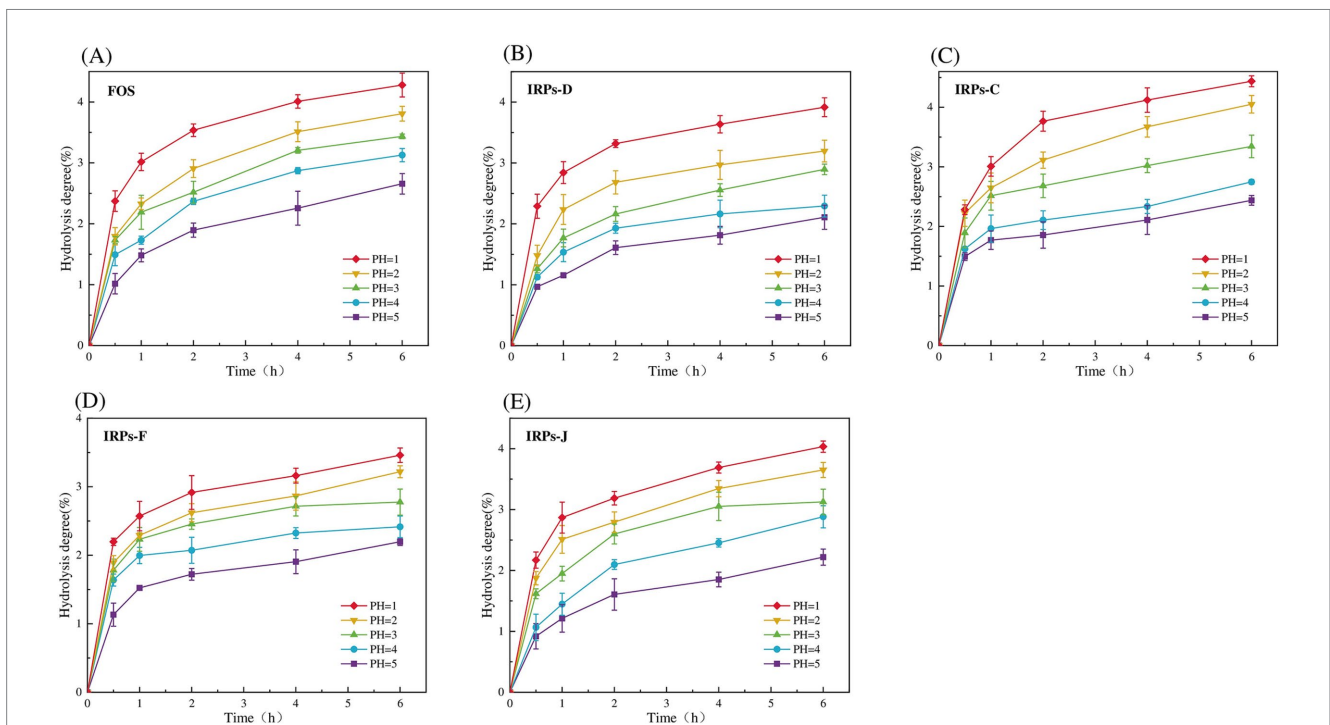 (A)
FOS
Hydrolysis degree(%)
4
3
2
1
0
PH=1
PH=2
PH=3
PH=4
PH=5
0 1 2 3 4 5 6
Time（h）
(B)
IRPs-D
Hydrolysis degree(%)
4
3
2
1
0
PH=1
PH=2
PH=3
PH=4
PH=5
0 1 2 3 4 5 6
Time（h）
(C)
IRPs-C
Hydrolysis degree(%)
4
3
2
1
0
PH=1
PH=2
PH=3
PH=4
PH=5
0 1 2 3 4 5 6
Time（h）
(D)
IRPs-F
Hydrolysis degree(%)
4
3
2
1
0
PH=1
PH=2
PH=3
PH=4
PH=5
0 1 2 3 4 5 6
Time（h）
(E)
IRPs-J
Hydrolysis degree(%)
4
3
2
1
0
PH=1
PH=2
PH=3
PH=4
PH=5
0 1 2 3 4 5 6
Time（h）